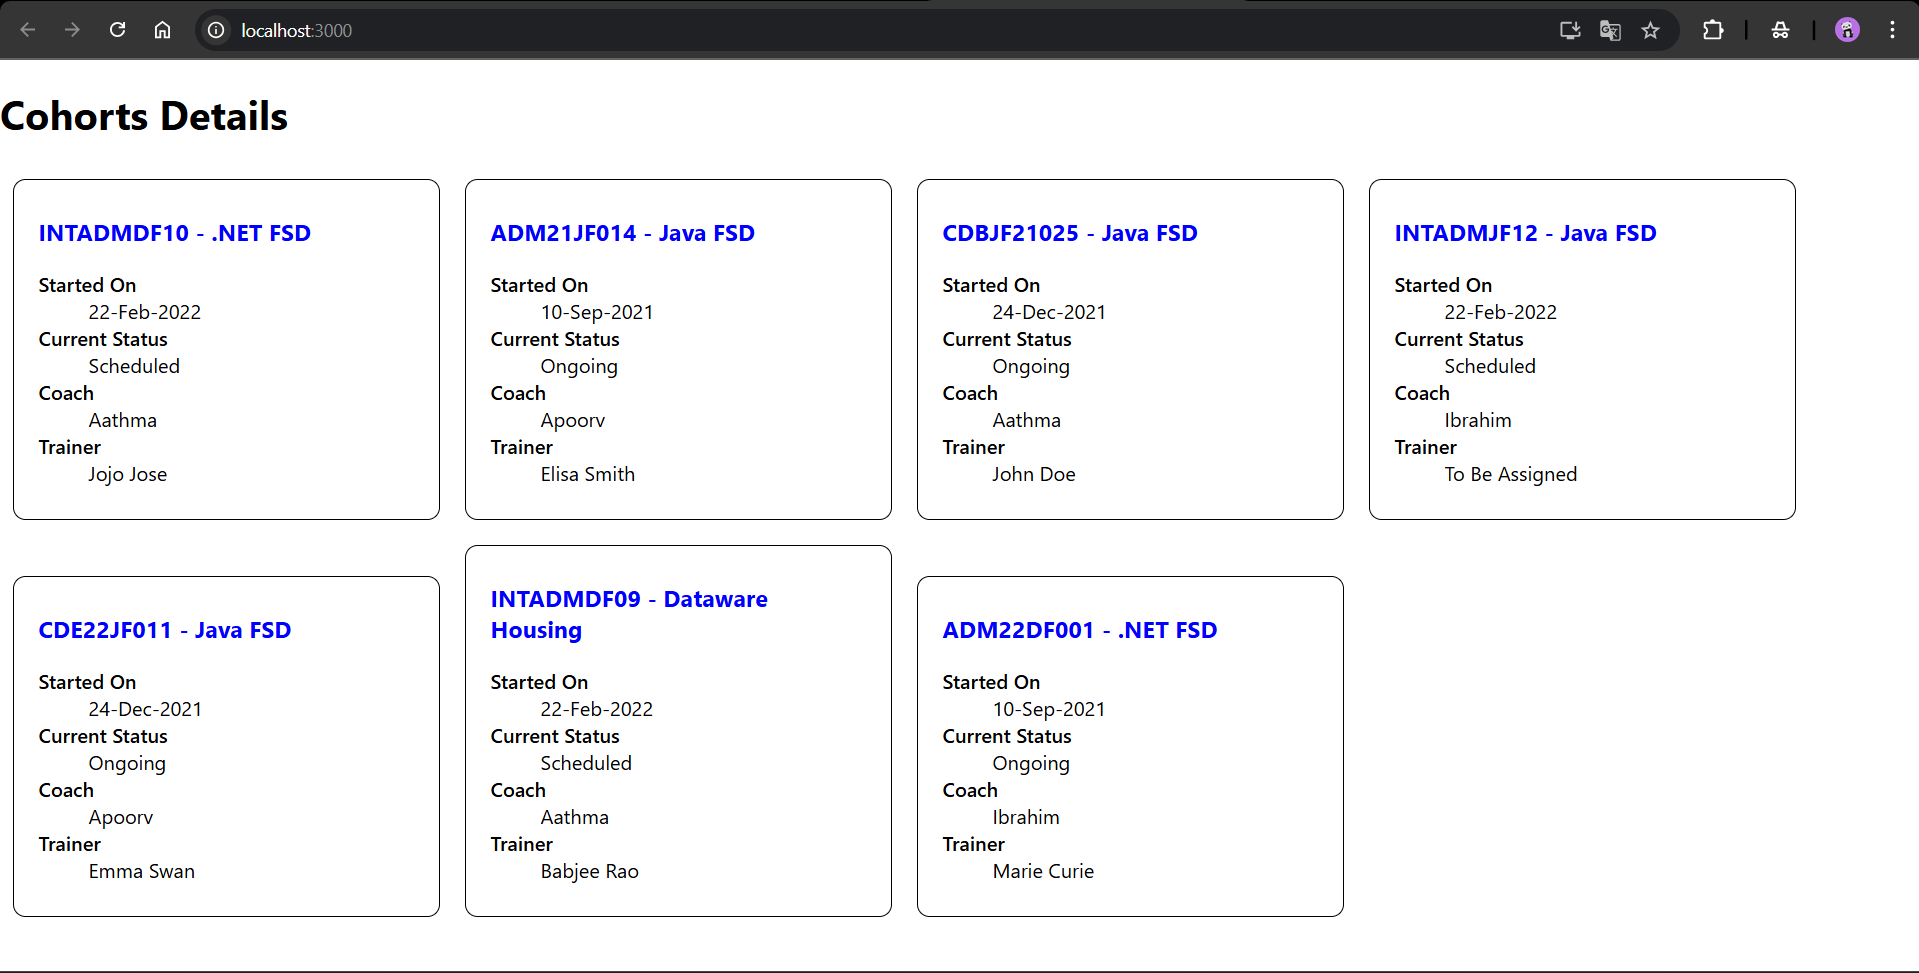 localhost:3000
Cohorts Details
INTADMDF10 - .NET FSD
Started On
22-Feb-2022
Current Status
Scheduled
Coach
Aathma
Trainer
Jojo Jose
ADM21JF014 - Java FSD
Started On
10-Sep-2021
Current Status
Ongoing
Coach
Apoorv
Trainer
Elisa Smith
CDBJF21025 - Java FSD
Started On
24-Dec-2021
Current Status
Ongoing
Coach
Aathma
Trainer
John Doe
INTADMJF12 - Java FSD
Started On
22-Feb-2022
Current Status
Scheduled
Coach
Ibrahim
Trainer
To Be Assigned
CDE22JF011 - Java FSD
Started On
24-Dec-2021
Current Status
Ongoing
Coach
Apoorv
Trainer
Emma Swan
INTADMDF09 - Dataware
Housing
Started On
22-Feb-2022
Current Status
Scheduled
Coach
Aathma
Trainer
Babjee Rao
ADM22DF001 - .NET FSD
Started On
10-Sep-2021
Current Status
Ongoing
Coach
Ibrahim
Trainer
Marie Curie